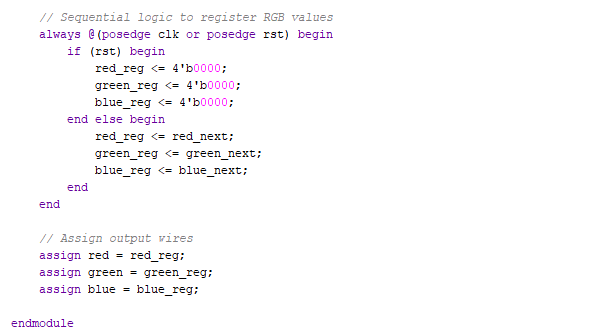 // Sequential logic to register RGB values
always @(posedge clk or posedge rst) begin
if (rst) begin
red_reg <= 4'b0000;
green_reg <= 4'b0000;
blue_reg <= 4'b0000;
end else begin
red_reg <= red_next;
green_reg <= green_next;
blue_reg <= blue_next;
end
end
// Assign output wires
assign red = red_reg;
assign green = green_reg;
assign blue = blue_reg;
endmodule